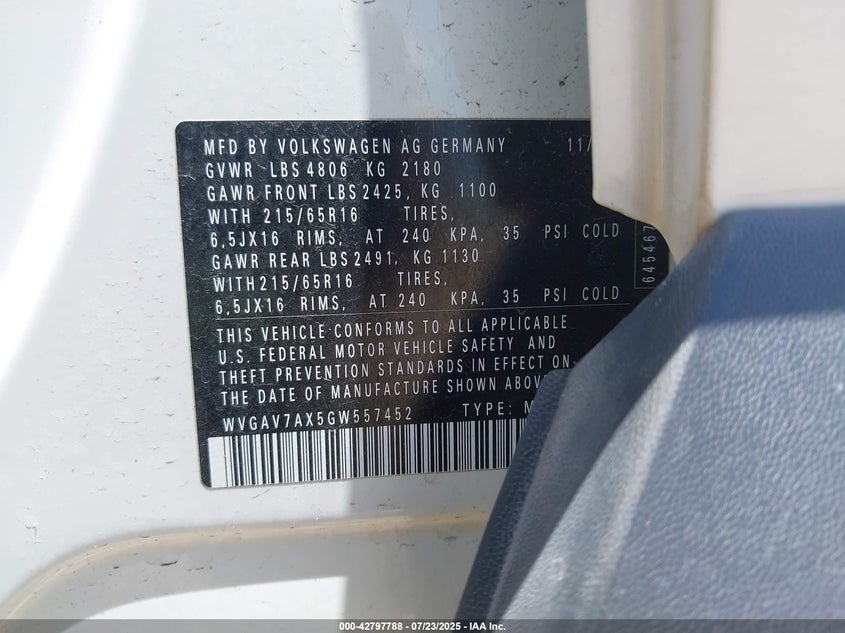 MFD BY VOLKSWAGEN AG GERMANY 11/
GVWR LBS 4806 KG 2180
GAWR FRONT LBS 2425, KG 1100
WITH 215/65R16 TIRES,
6,5JX16 RIMS, AT 240 KPA, 35 PSI COLD
GAWR REAR LBS 2491, KG 1130
WITH 215/65R16 TIRES,
6,5JX16 RIMS, AT 240 KPA, 35 PSI COLD
645467
THIS VEHICLE CONFORMS TO ALL APPLICABLE
U.S. FEDERAL MOTOR VEHICLE SAFETY AND
THEFT PREVENTION STANDARDS IN EFFECT ON
THE DATE OF MANUFACTURE SHOWN ABOVE
WVGAV7AX5GW557452 TYPE: M
000-42797788 - 07/23/2025 - IAA Inc.